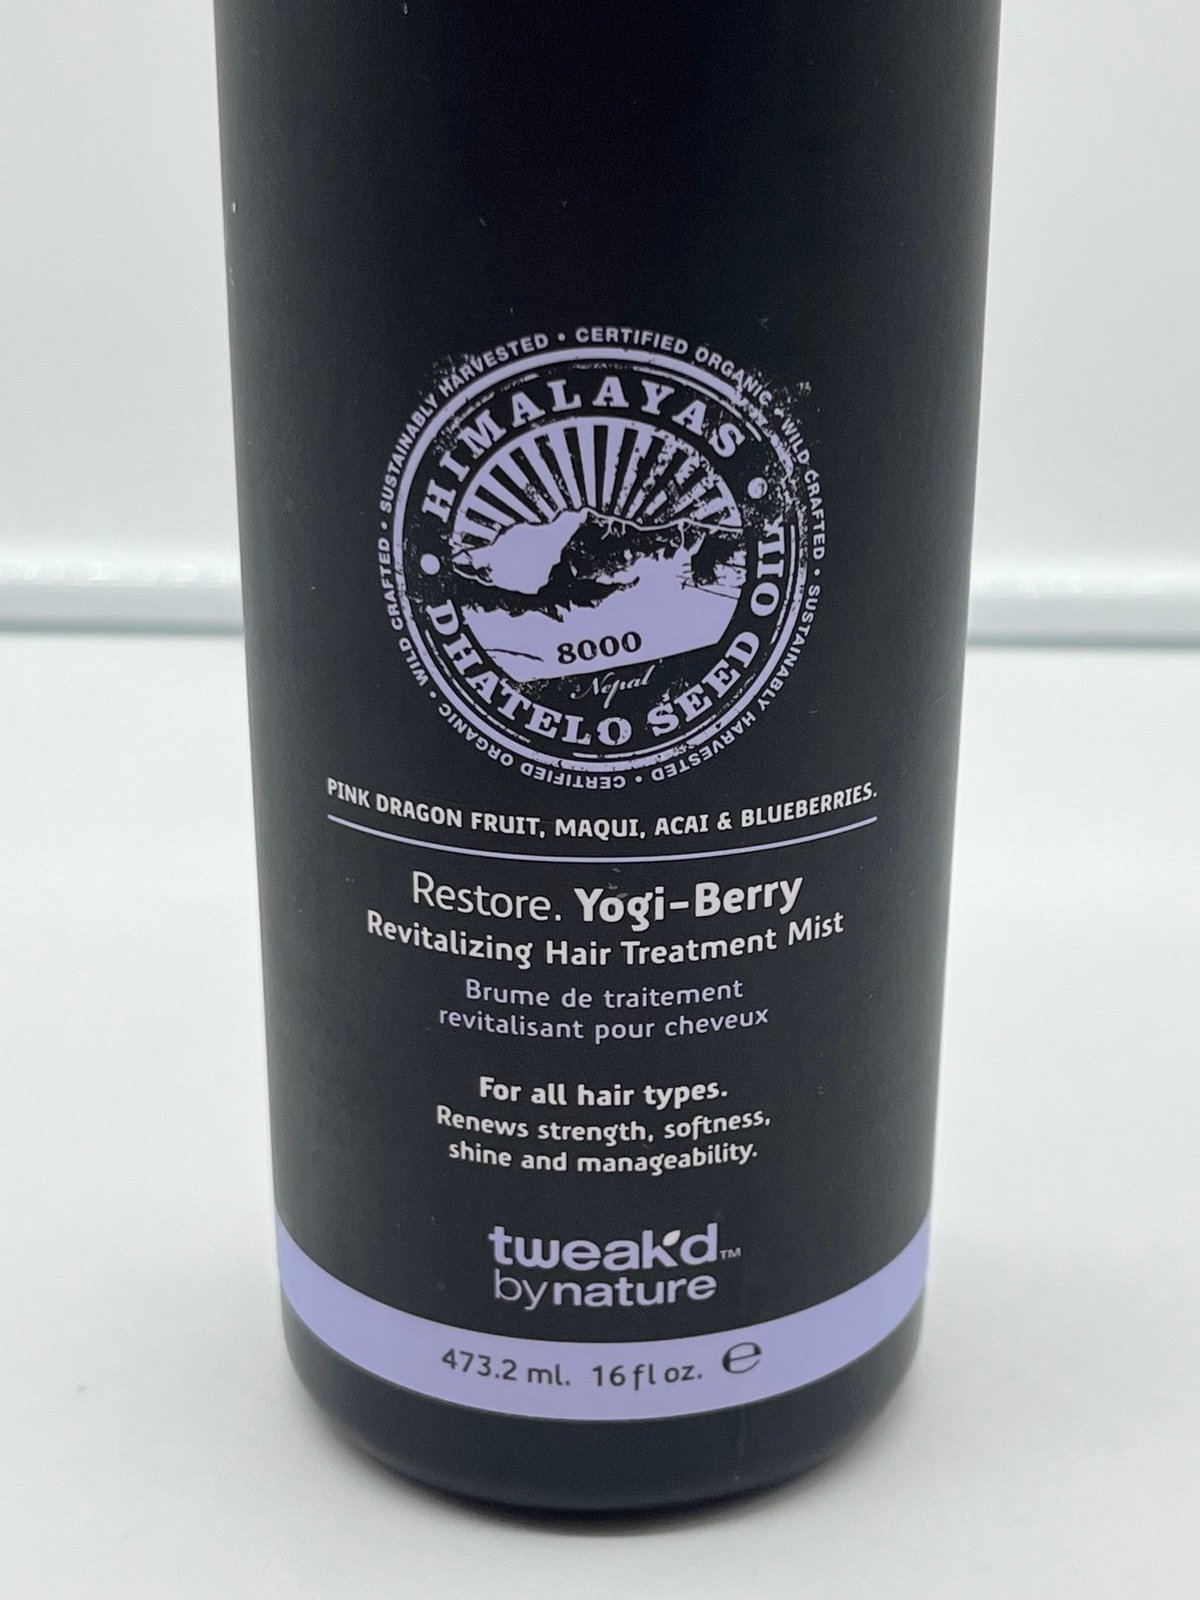 SUSTAINABLY HARVESTED • CERTIFIED ORGANIC • WILD CRAFTED • SUSTAINABLY HARVESTED • CERTIFIED ORGANIC • WILD CRAFTED •
HIMALAYAS
8000
Nepal
• DHATELO SEED OIL •
PINK DRAGON FRUIT, MAQUI, ACAI & BLUEBERRIES.
Restore. Yogi-Berry
Revitalizing Hair Treatment Mist
Brume de traitement
revitalisant pour cheveux
For all hair types.
Renews strength, softness,
shine and manageability.
tweak'd™
bynature
473.2 ml. 16 fl oz. ℮